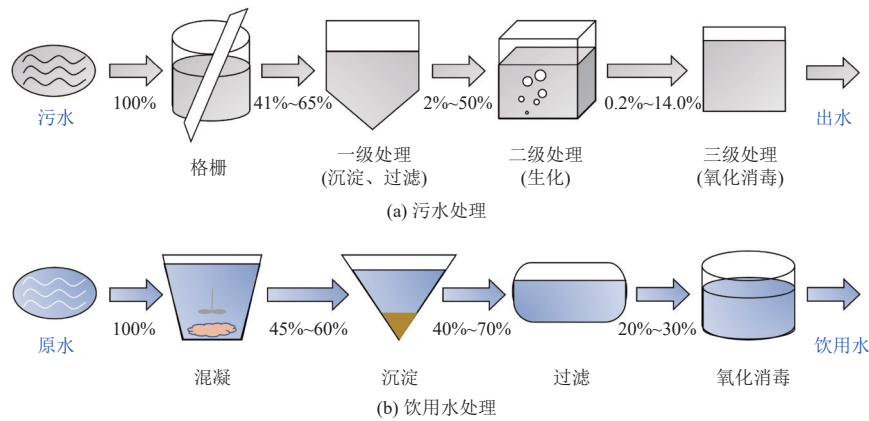 污水
100%
41%~65%
2%~50%
0.2%~14.0%
出水
格栅
一级处理
(沉淀、过滤)
二级处理
(生化)
三级处理
(氧化消毒)
(a) 污水处理
原水
100%
45%~60%
40%~70%
20%~30%
饮用水
混凝
沉淀
过滤
氧化消毒
(b) 饮用水处理